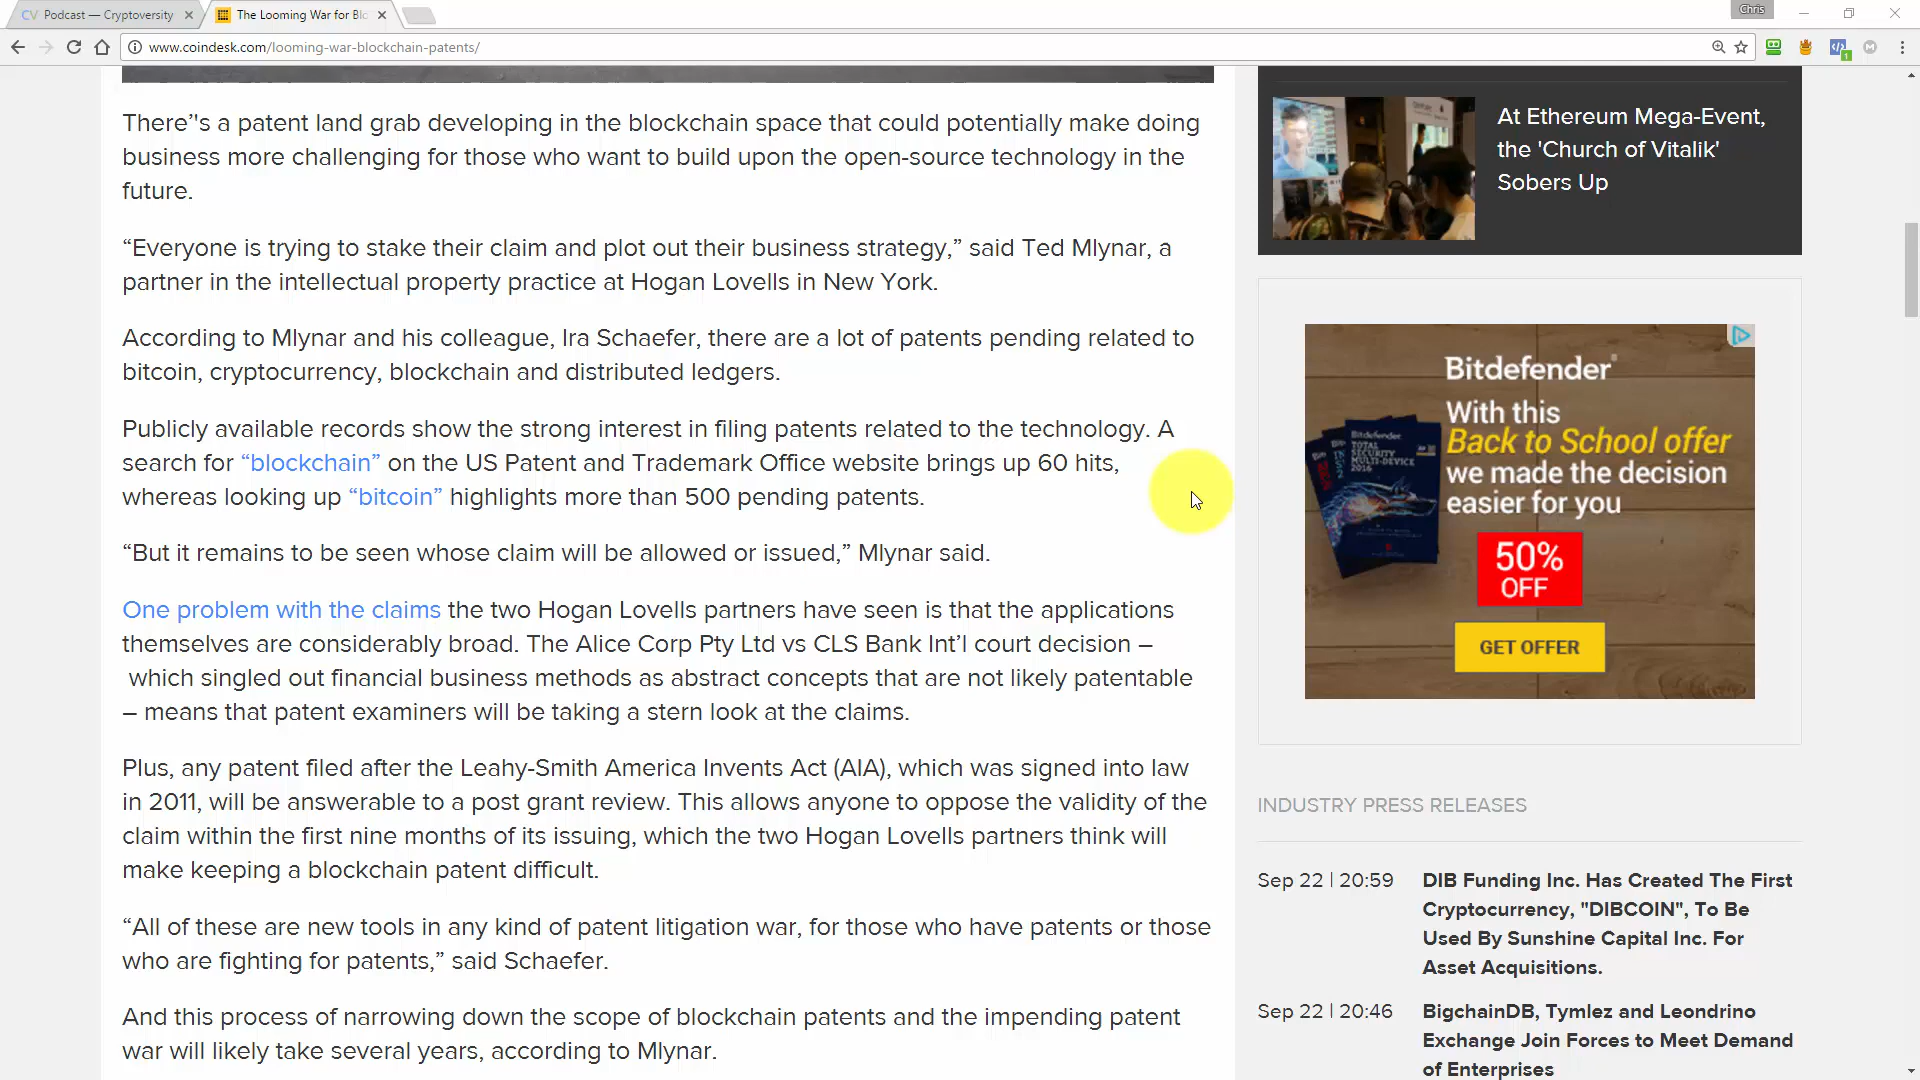 Podcast — Cryptoversity
The Looming War for Blo
Chris
www.coindesk.com/looming-war-blockchain-patents/
There’'s a patent land grab developing in the blockchain space that could potentially make doing
business more challenging for those who want to build upon the open-source technology in the
future.
“Everyone is trying to stake their claim and plot out their business strategy,” said Ted Mlynar, a
partner in the intellectual property practice at Hogan Lovells in New York.
According to Mlynar and his colleague, Ira Schaefer, there are a lot of patents pending related to
bitcoin, cryptocurrency, blockchain and distributed ledgers.
Publicly available records show the strong interest in filing patents related to the technology. A
search for “blockchain” on the US Patent and Trademark Office website brings up 60 hits,
whereas looking up “bitcoin” highlights more than 500 pending patents.
“But it remains to be seen whose claim will be allowed or issued,” Mlynar said.
One problem with the claims the two Hogan Lovells partners have seen is that the applications
themselves are considerably broad. The Alice Corp Pty Ltd vs CLS Bank Int’l court decision –
which singled out financial business methods as abstract concepts that are not likely patentable
– means that patent examiners will be taking a stern look at the claims.
Plus, any patent filed after the Leahy-Smith America Invents Act (AIA), which was signed into law
in 2011, will be answerable to a post grant review. This allows anyone to oppose the validity of the
claim within the first nine months of its issuing, which the two Hogan Lovells partners think will
make keeping a blockchain patent difficult.
“All of these are new tools in any kind of patent litigation war, for those who have patents or those
who are fighting for patents,” said Schaefer.
And this process of narrowing down the scope of blockchain patents and the impending patent
war will likely take several years, according to Mlynar.
At Ethereum Mega-Event,
the 'Church of Vitalik'
Sobers Up
Bitdefender
With this
Back to School offer
we made the decision
easier for you
50%
OFF
GET OFFER
Bitdefender
TOTAL
SECURITY
MULTI-DEVICE
2016
INDUSTRY PRESS RELEASES
Sep 22 | 20:59
DIB Funding Inc. Has Created The First
Cryptocurrency, "DIBCOIN", To Be
Used By Sunshine Capital Inc. For
Asset Acquisitions.
Sep 22 | 20:46
BigchainDB, Tymlez and Leondrino
Exchange Join Forces to Meet Demand
of Enterprises